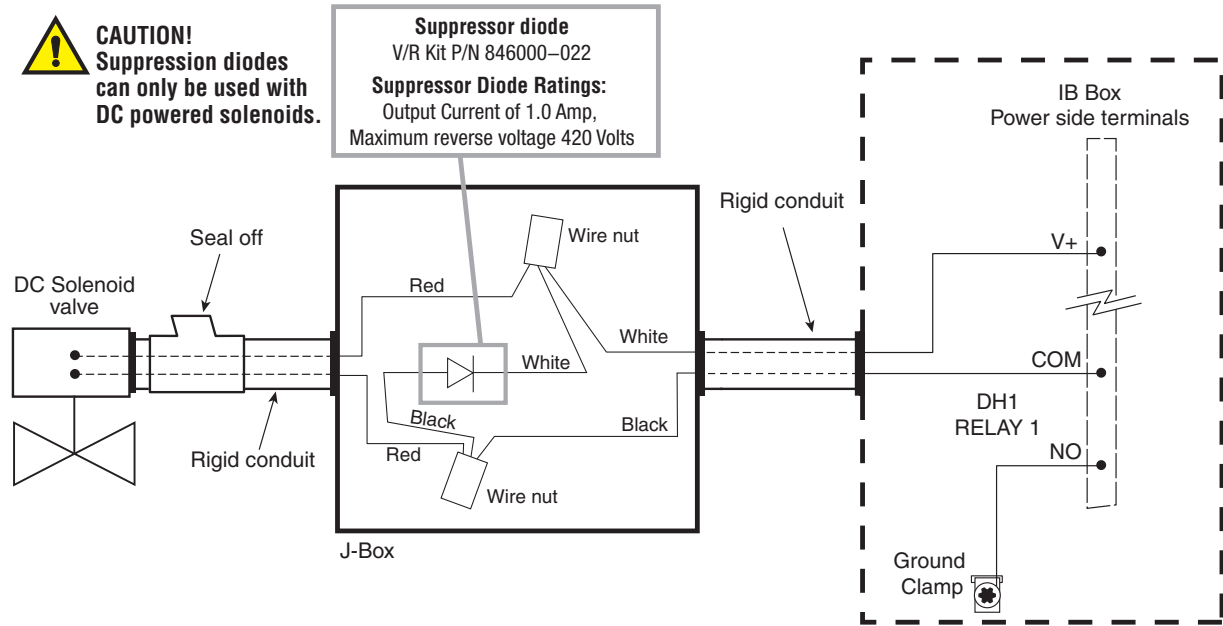 CAUTION!
Suppression diodes
can only be used with
DC powered solenoids.
Suppressor diode
V/R Kit P/N 846000–022
Suppressor Diode Ratings:
Output Current of 1.0 Amp,
Maximum reverse voltage 420 Volts
IB Box
Power side terminals
Rigid conduit
Seal off
Wire nut
V+
DC Solenoid
valve
Red
White
White
COM
Black
Black
DH1
RELAY 1
Red
Rigid conduit
NO
Wire nut
J-Box
Ground
Clamp